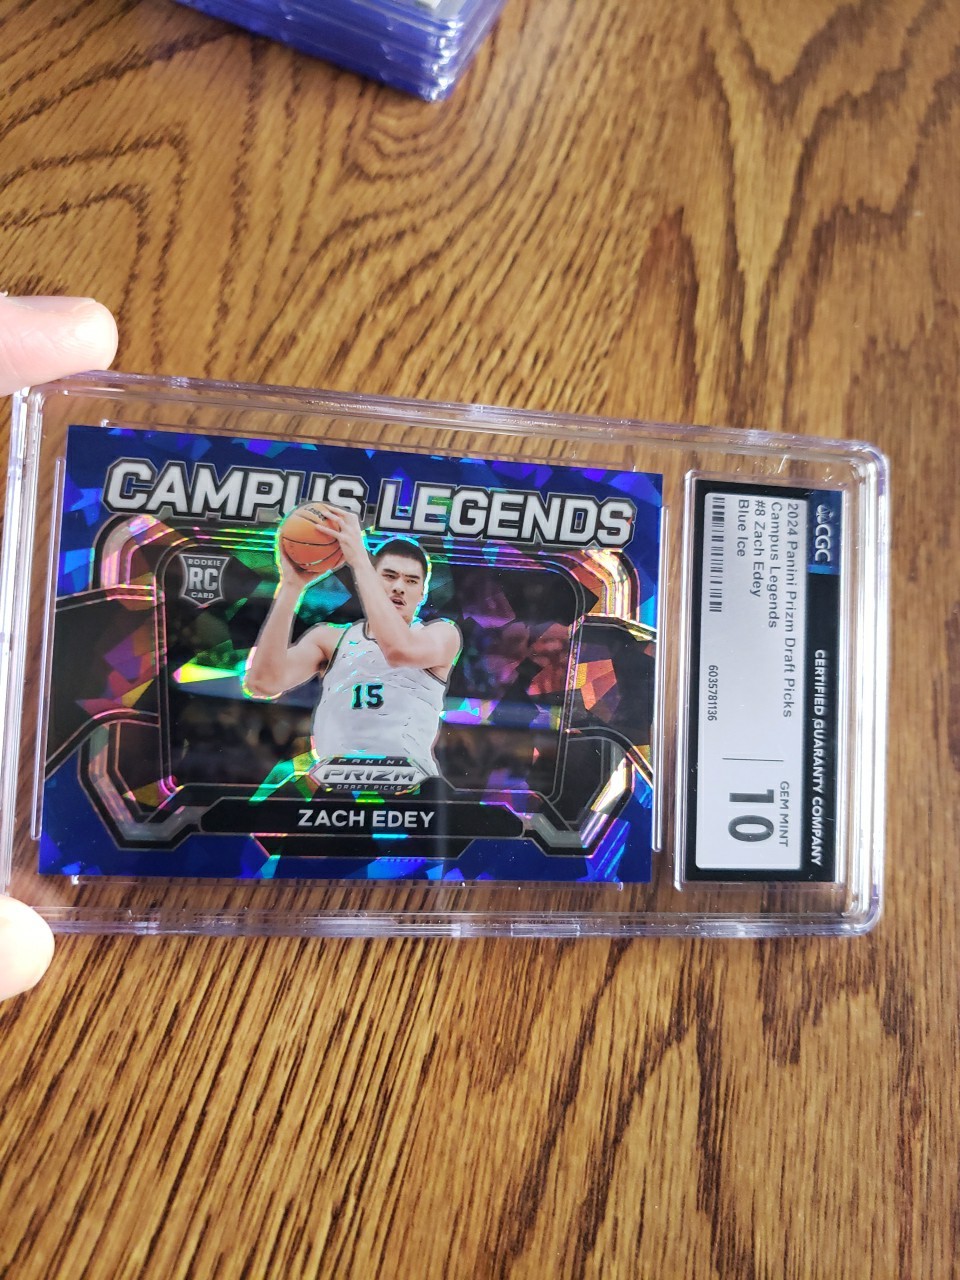 CAMPUS LEGENDS
ROOKIE
RC
CARD
15
PANINI
PRIZM
DRAFT PICKS
ZACH EDEY
CGC
CERTIFIED GUARANTY COMPANY
2024 Panini Prizm Draft Picks
Campus Legends
#8 Zach Edey
Blue Ice
6035781136
GEM MINT
10